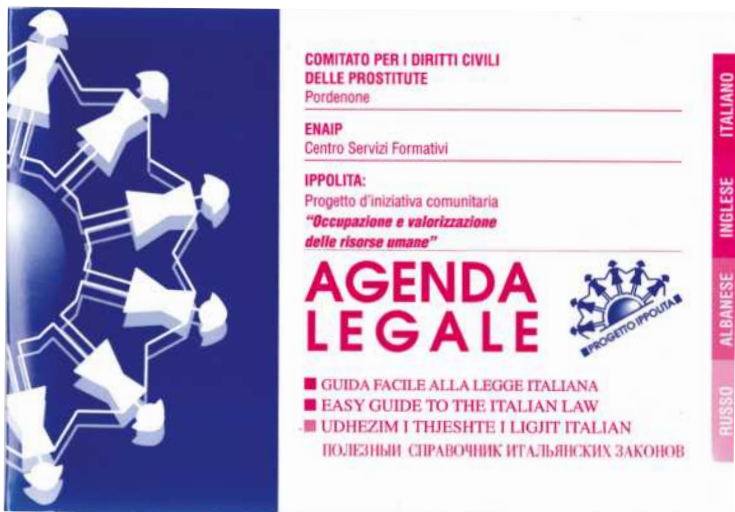 COMITATO PER I DIRITTI CIVILI
DELLE PROSTITUTE
Pordenone
ENAIP
Centro Servizi Formativi
IPPOLITA:
Progetto d'iniziativa comunitaria
"Occupazione e valorizzazione
delle risorse umane"
AGENDA
LEGALE
PROGETTO IPPOLITA
GUIDA FACILE ALLA LEGGE ITALIANA
EASY GUIDE TO THE ITALIAN LAW
UDHEZIM I THJESHTE I LIGJIT ITALIAN
ПОЛЕЗНЫИ СПРАВОЧНИК ИТАЛЬЯНСКИХ ЗАКОНОВ
ITALIANO
INGLESE
ALBANESE
RUSSO